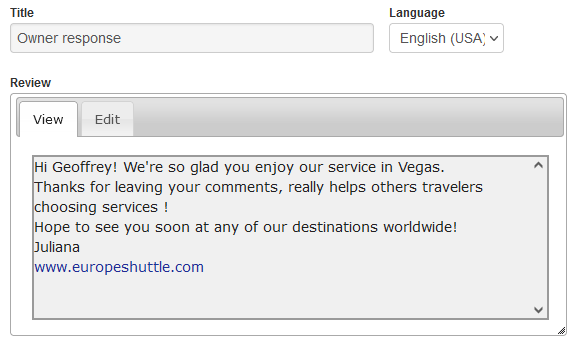 Title
Language
Owner response
English (USA)
Review
View
Edit
Hi Geoffrey! We're so glad you enjoy our service in Vegas.
Thanks for leaving your comments, really helps others travelers
choosing services !
Hope to see you soon at any of our destinations worldwide!
Juliana
www.europeshuttle.com